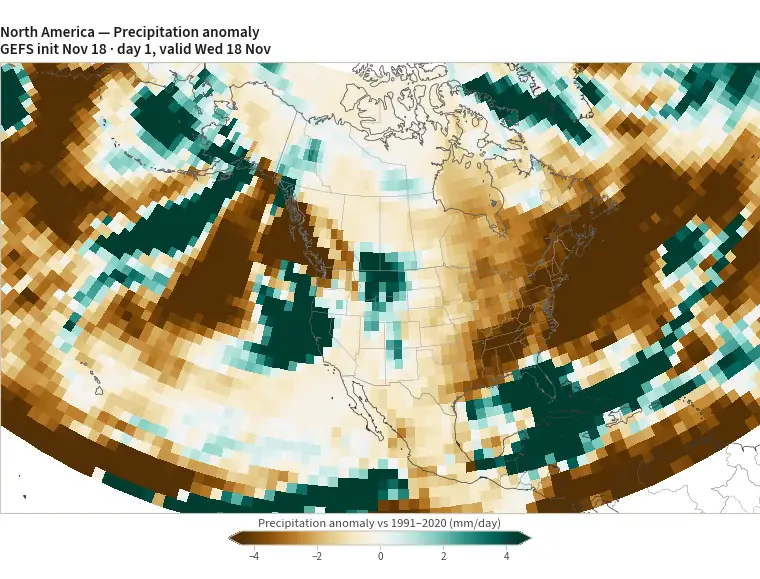 North America — Precipitation anomaly
GEFS init Nov 18 · day 1, valid Wed 18 Nov
Precipitation anomaly vs 1991–2020 (mm/day)
−4 −2 0 2 4